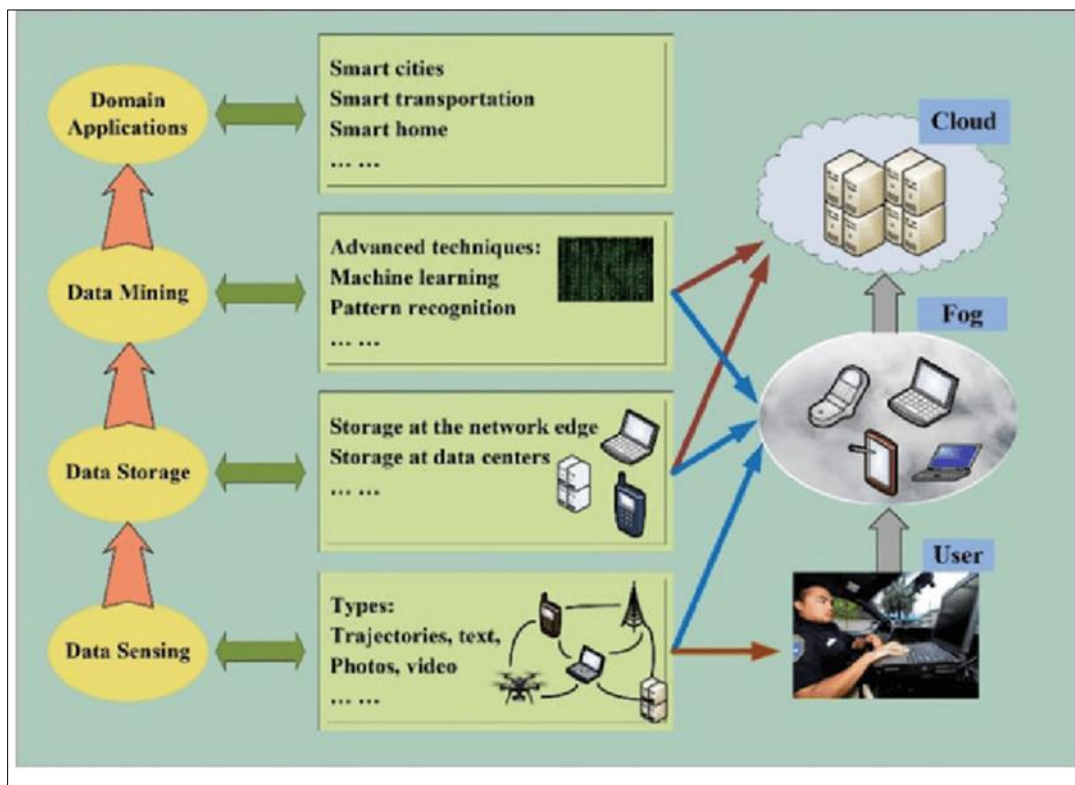 Domain
Applications
Smart cities
Smart transportation
Smart home
... ...
Cloud
Data Mining
Advanced techniques:
Machine learning
Pattern recognition
... ...
Fog
Data Storage
Storage at the network edge
Storage at data centers
... ...
User
Data Sensing
Types:
Trajectories, text,
Photos, video
... ...